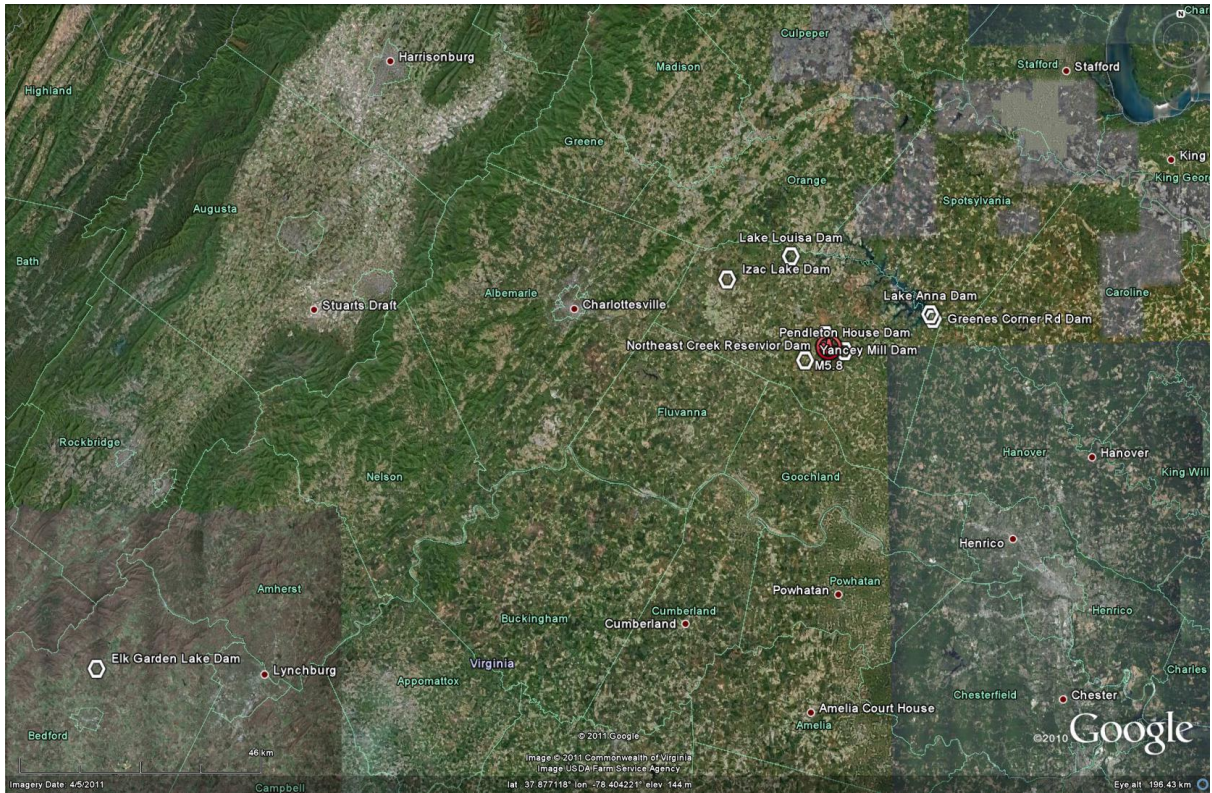 N
Char
Culpeper
Harrisonburg
Stafford
Stafford
Madison
Highland
Greene
King
King Geor
Orange
Augusta
Spotsylvania
Lake Louisa Dam
Bath
Izac Lake Dam
Albemarle
Caroline
Lake Anna Dam
Stuarts Draft
Charlottesville
Greenes Corner Rd Dam
Pendleton House Dam
Northeast Creek Reservior Dam
Yancey Mill Dam
M5.8
Fluvanna
Rockbridge
Hanover
Hanover
King Will
Nelson
Goochland
Henrico
Powhatan
Amherst
Powhatan
Henrico
Cumberland
Buckingham
Cumberland
Elk Garden Lake Dam
Virginia
Lynchburg
Charles
Appomattox
Chesterfield
Chester
Amelia Court House
Amelia
Bedford
© 2011 Google
©2010 Google
46 km
Image © 2011 Commonwealth of Virginia
Image USDA Farm Service Agency
Imagery Date: 4/5/2011
Campbell
lat 37.877118° lon -78.404221° elev 144 m
Eye alt 196.43 km